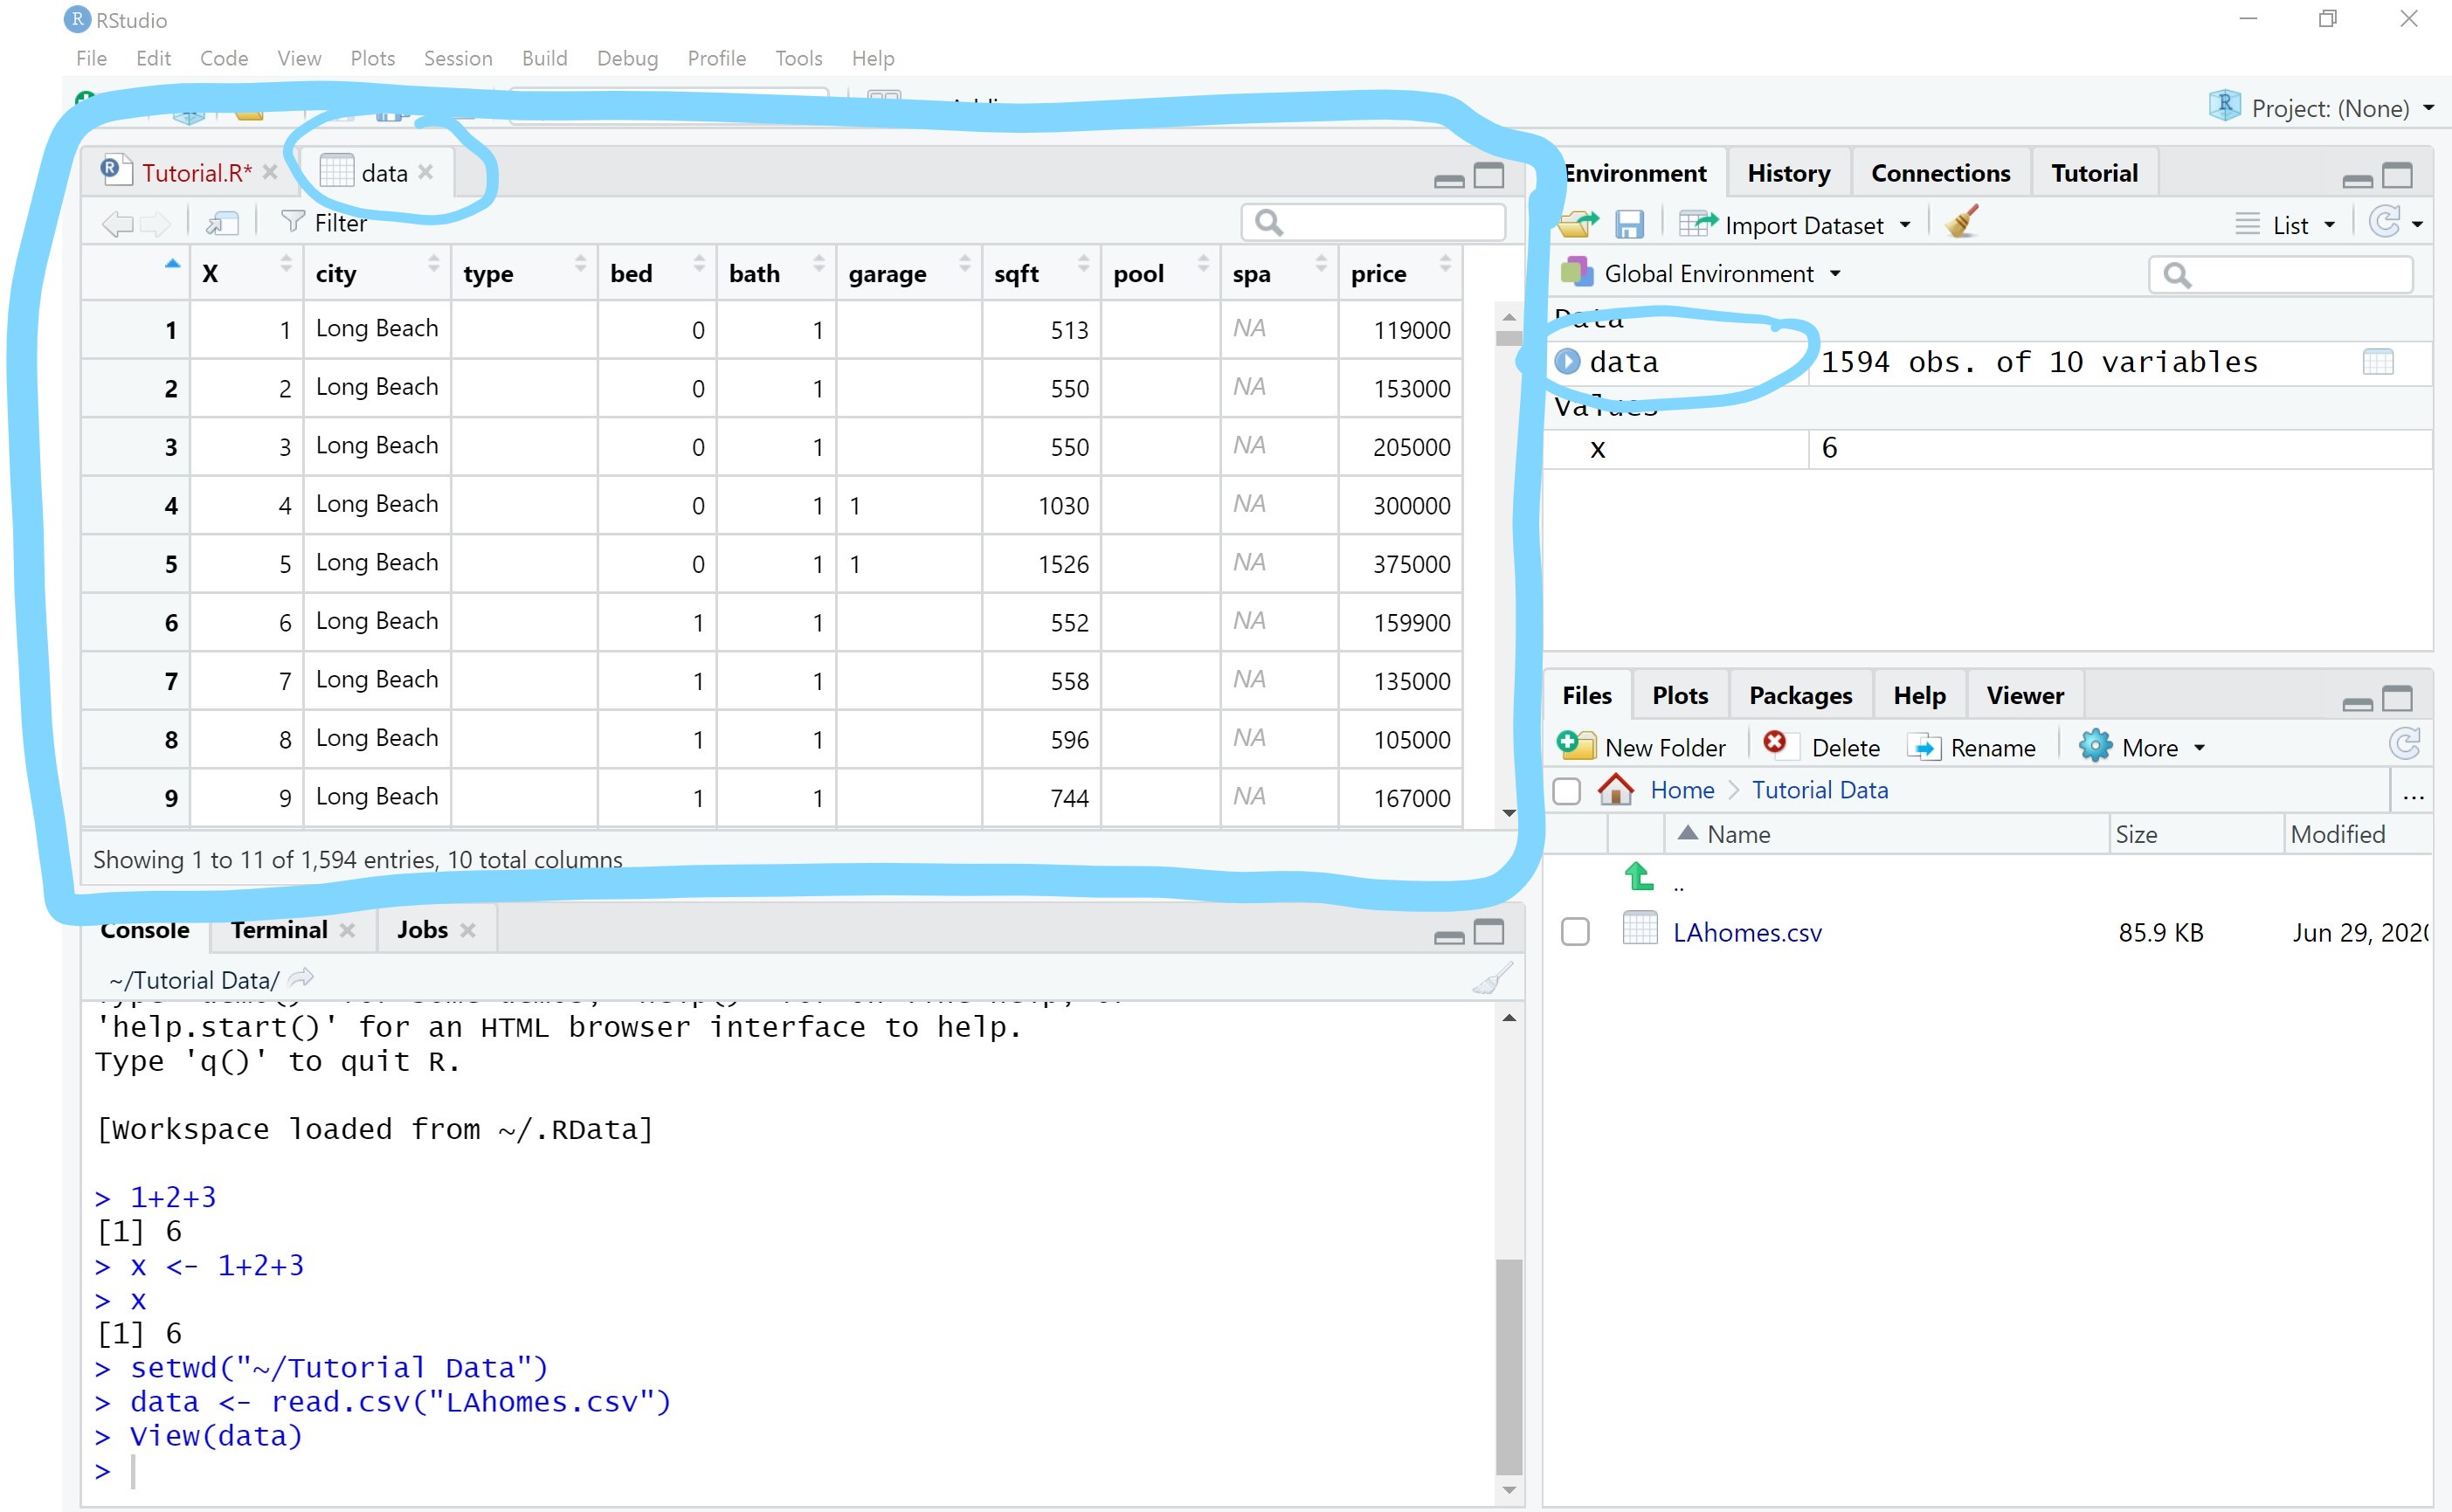 RStudio
File Edit Code View Plots Session Build Debug Profile Tools Help
Project: (None)
Tutorial.R* data
Filter
X city type bed bath garage sqft pool spa price
1 1 Long Beach 0 1 513 NA 119000
2 2 Long Beach 0 1 550 NA 153000
3 3 Long Beach 0 1 550 NA 205000
4 4 Long Beach 0 1 1 1030 NA 300000
5 5 Long Beach 0 1 1 1526 NA 375000
6 6 Long Beach 1 1 552 NA 159900
7 7 Long Beach 1 1 558 NA 135000
8 8 Long Beach 1 1 596 NA 105000
9 9 Long Beach 1 1 744 NA 167000
Showing 1 to 11 of 1,594 entries, 10 total columns
Console Terminal Jobs
~/Tutorial Data/
'help.start()' for an HTML browser interface to help.
Type 'q()' to quit R.
[Workspace loaded from ~/.RData]
> 1+2+3
[1] 6
> x <- 1+2+3
> x
[1] 6
> setwd("~/Tutorial Data")
> data <- read.csv("LAhomes.csv")
> View(data)
>
Environment History Connections Tutorial
Import Dataset List
Global Environment
Data
data 1594 obs. of 10 variables
Values
x 6
Files Plots Packages Help Viewer
New Folder Delete Rename More
Home Tutorial Data ...
Name Size Modified
..
LAhomes.csv 85.9 KB Jun 29, 2020